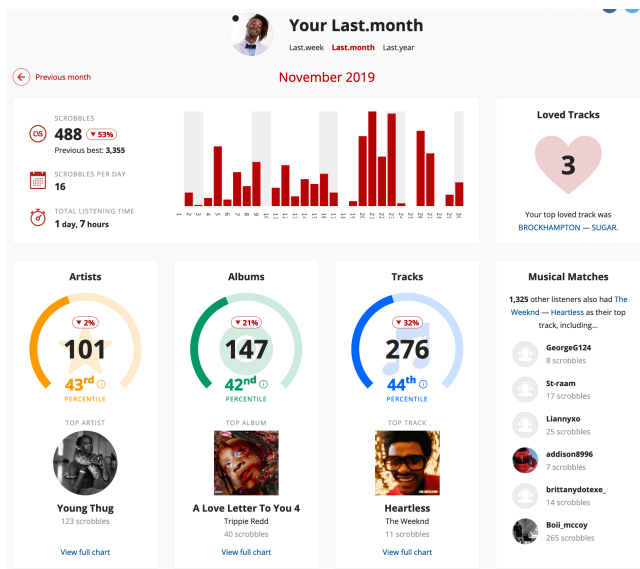 Your Last.month
Last.week Last.month Last.year
Previous month
November 2019
SCROBBLES
488 ▼ 53%
Previous best: 3,355
SCROBBLES PER DAY
16
TOTAL LISTENING TIME
1 day, 7 hours
Loved Tracks
3
Your top loved track was
BROCKHAMPTON — SUGAR.
Artists
▼ 2%
101
43rd
PERCENTILE
TOP ARTIST
Young Thug
123 scrobbles
View full chart
Albums
▼ 21%
147
42nd
PERCENTILE
TOP ALBUM
A Love Letter To You 4
Trippie Redd
40 scrobbles
View full chart
Tracks
▼ 32%
276
44th
PERCENTILE
TOP TRACK
Heartless
The Weeknd
11 scrobbles
View full chart
Musical Matches
1,325 other listeners also had The
Weeknd — Heartless as their top
track, including...
GeorgeG124
8 scrobbles
St-raam
17 scrobbles
Liannyxo
25 scrobbles
addison8996
7 scrobbles
brittanydotexe_
14 scrobbles
Boii_mccoy
265 scrobbles